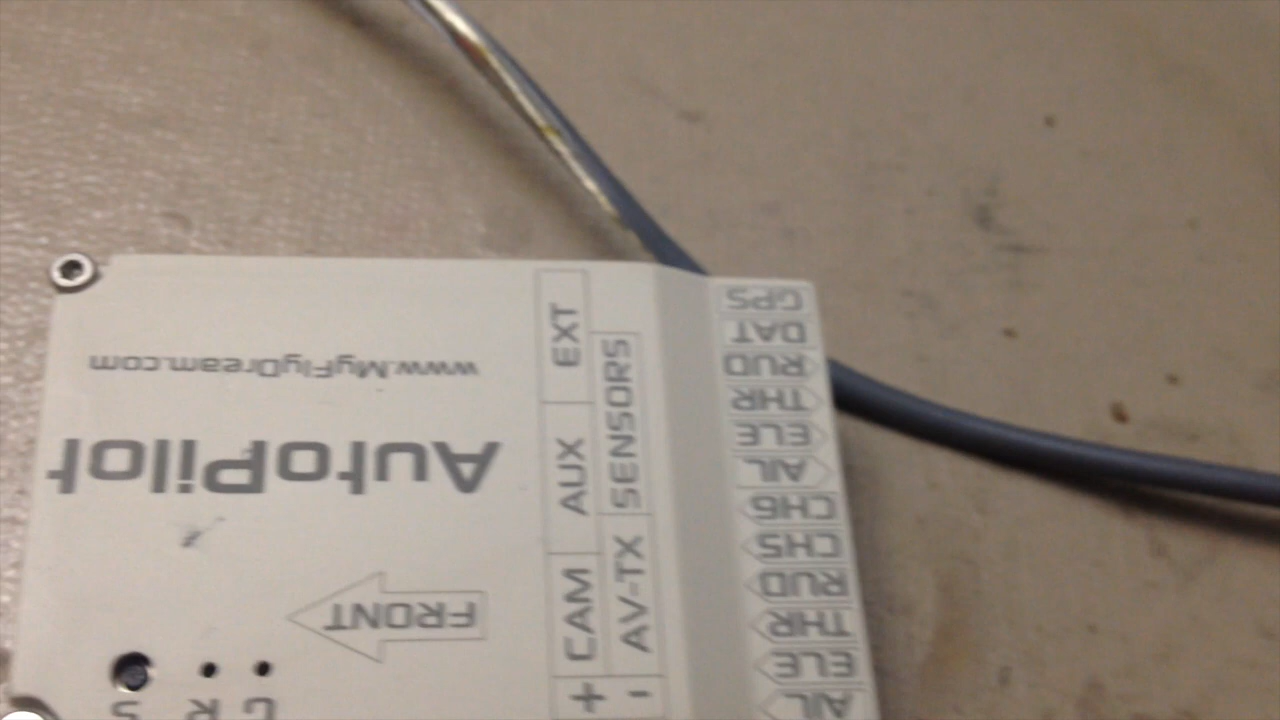 GPS
DAT
RUD
THR
ELE
AIL
CH6
CH5
RUD
THR
ELE
AIL
EXT
AUX
CAM
+
SENSORS
AV-TX
-
www.MyFlyDream.com
AutoPilot
FRONT
G
R
S